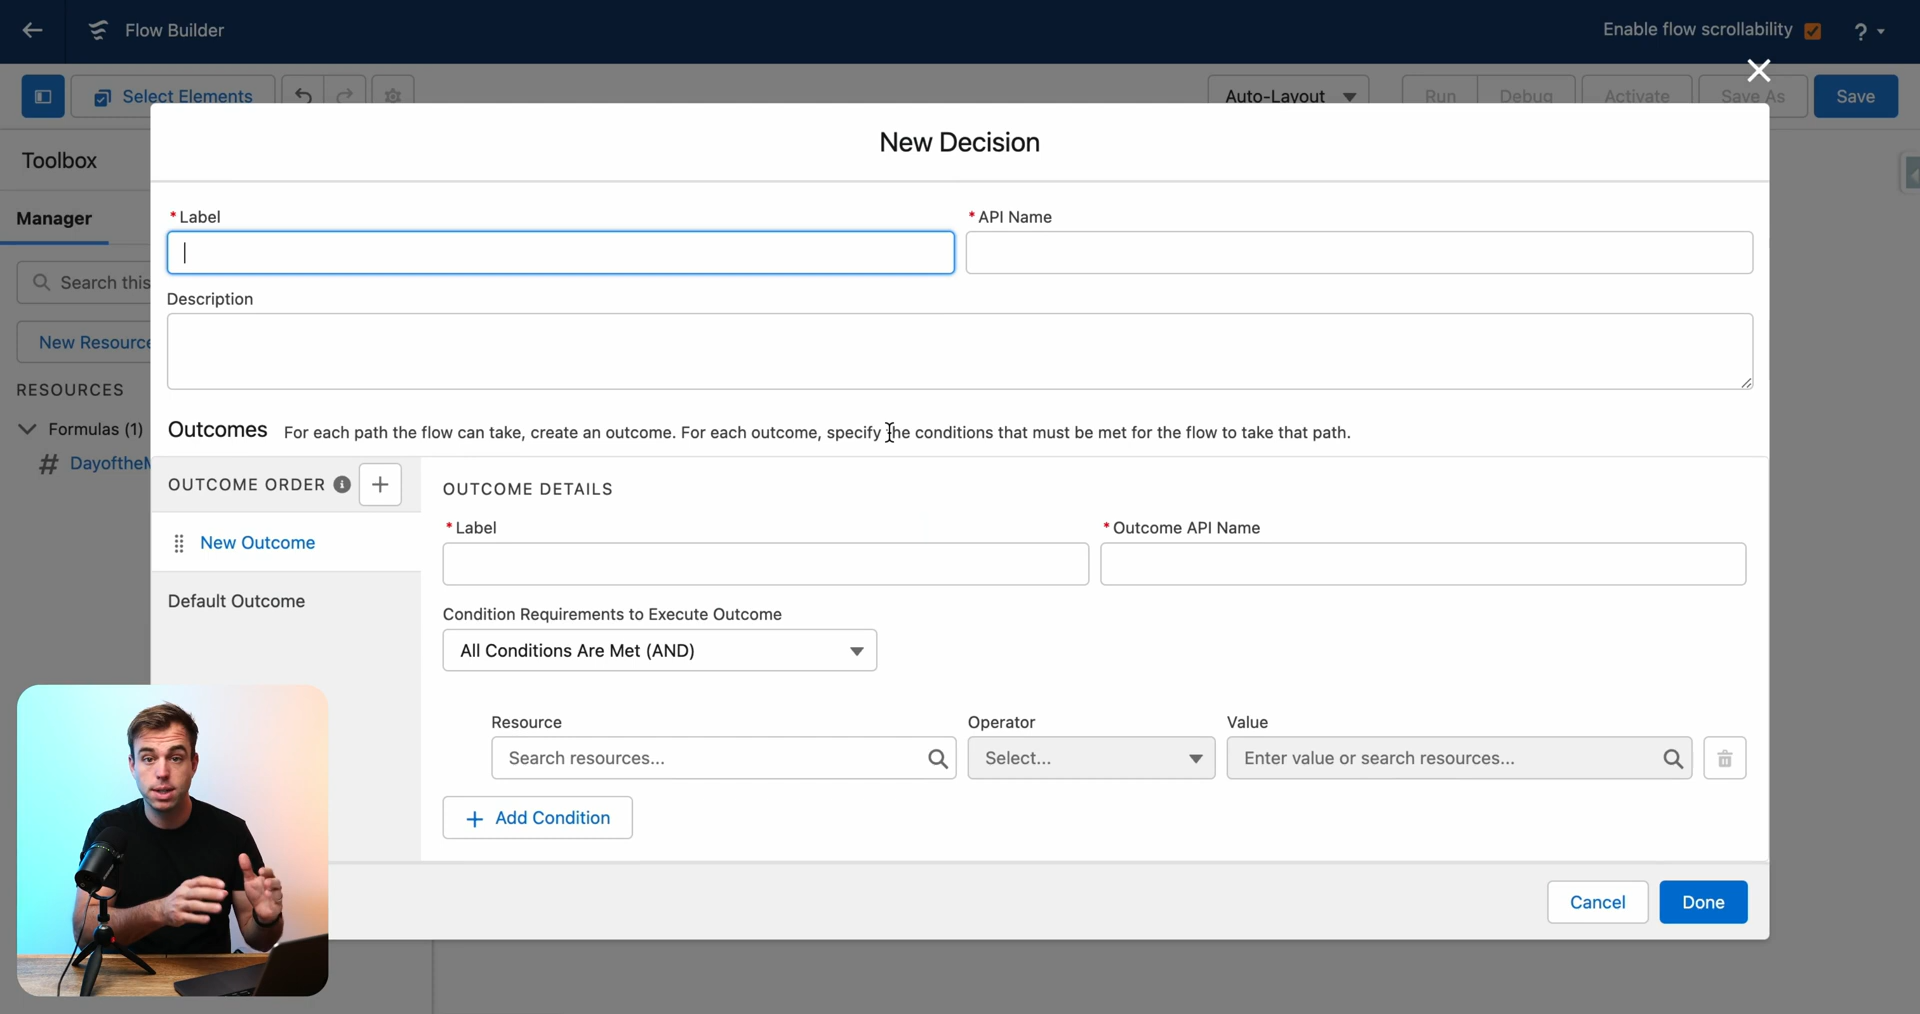 Flow Builder
Enable flow scrollability
?
Select Elements
Auto-Layout
Run
Debug
Activate
Save As
Save
Toolbox
New Decision
Manager
* Label
* API Name
Search this
Description
New Resource
RESOURCES
Outcomes
For each path the flow can take, create an outcome. For each outcome, specify the conditions that must be met for the flow to take that path.
Formulas (1)
# DayoftheM
OUTCOME ORDER
OUTCOME DETAILS
* Label
* Outcome API Name
New Outcome
Default Outcome
Condition Requirements to Execute Outcome
All Conditions Are Met (AND)
Resource
Operator
Value
Search resources...
Select...
Enter value or search resources...
+ Add Condition
Cancel
Done